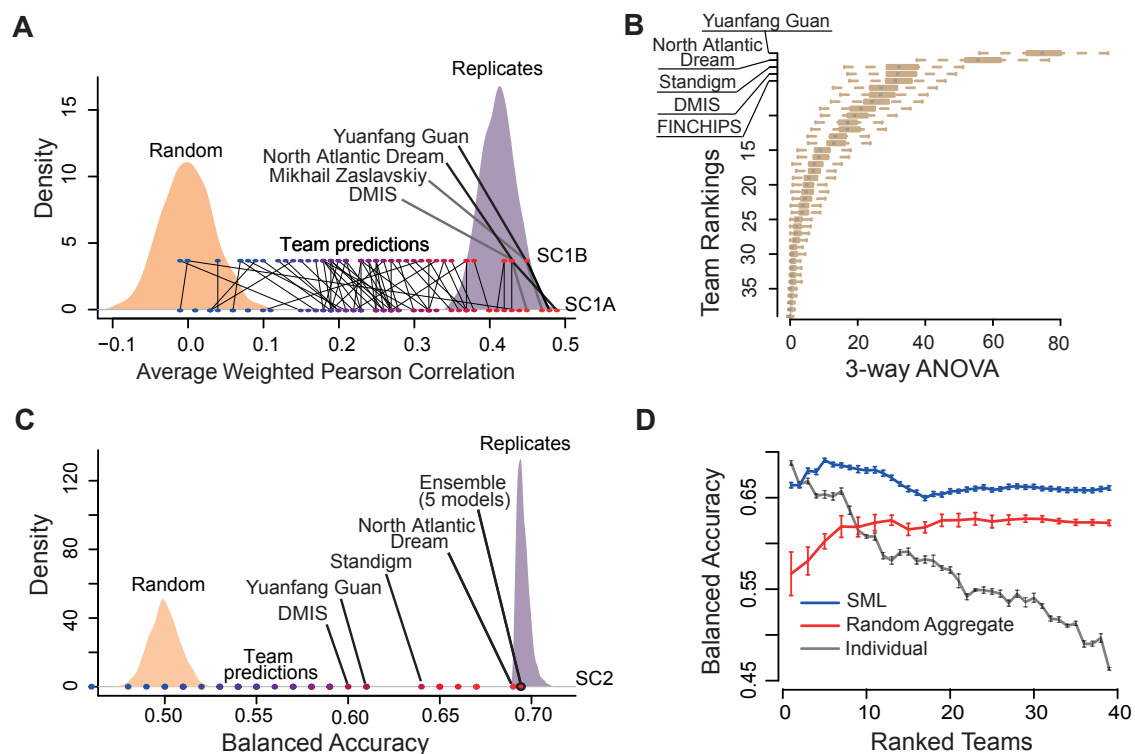 A
Replicates
Random
Yuanfang Guan
North Atlantic Dream
Mikhail Zaslavskiy
DMIS
Team predictions
SC1B
SC1A
Density
0
5
10
15
−0.1
0.0
0.1
0.2
0.3
0.4
0.5
Average Weighted Pearson Correlation
B
Yuanfang Guan
North Atlantic
Dream
Standigm
DMIS
FINCHIPS
Team Rankings
15
20
25
30
35
0
20
40
60
80
3-way ANOVA
C
Replicates
Ensemble
(5 models)
North Atlantic
Dream
Standigm
Yuanfang Guan
DMIS
Random
Team
predictions
SC2
Density
0
20
40
60
80
120
0.50
0.55
0.60
0.65
0.70
Balanced Accuracy
D
Balanced Accuracy
0.45
0.55
0.65
SML
Random Aggregate
Individual
0
10
20
30
40
Ranked Teams